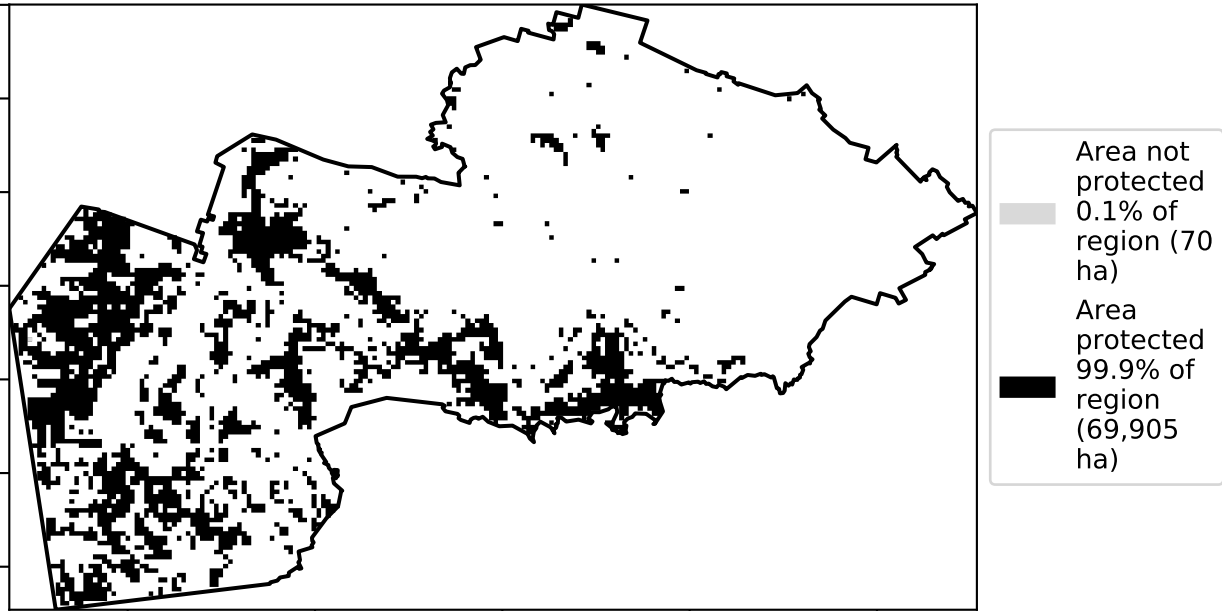 Area not
protected
0.1% of
region (70
ha)
Area
protected
99.9% of
region
(69,905
ha)